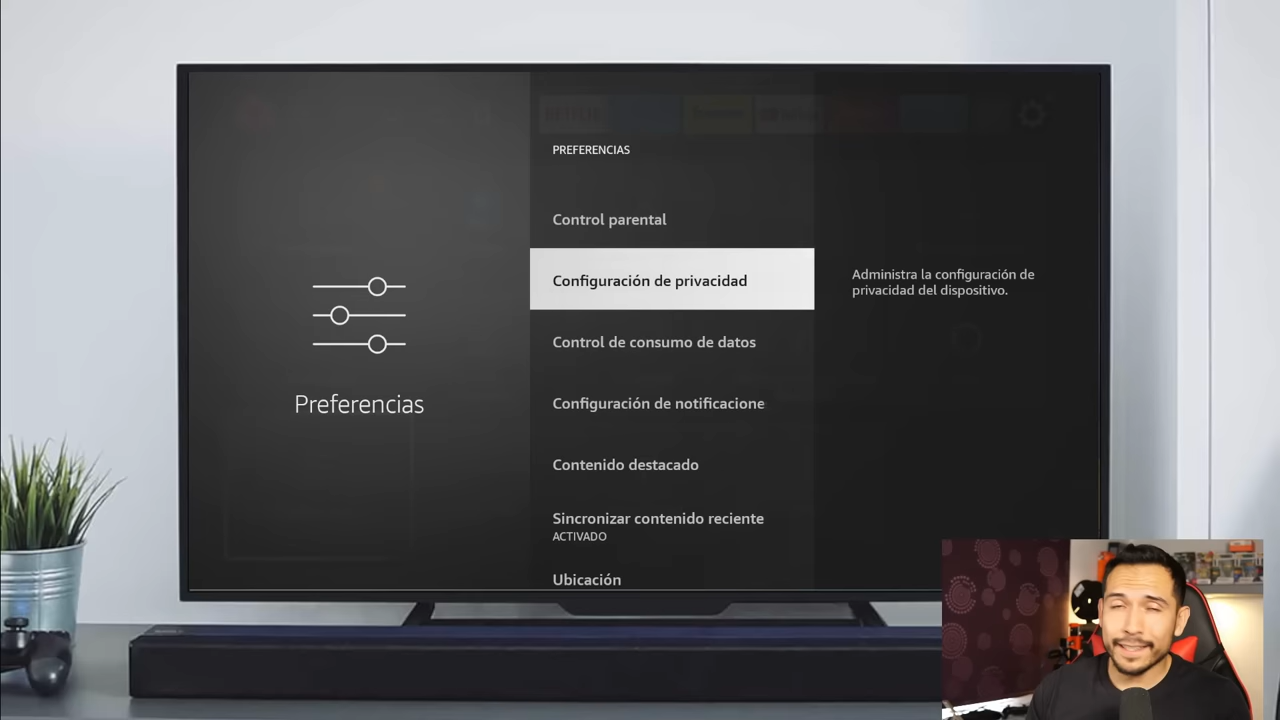 PREFERENCIAS
Control parental
Configuración de privacidad
Administra la configuración de
privacidad del dispositivo.
Control de consumo de datos
Preferencias
Configuración de notificacione
Contenido destacado
Sincronizar contenido reciente
ACTIVADO
Ubicación